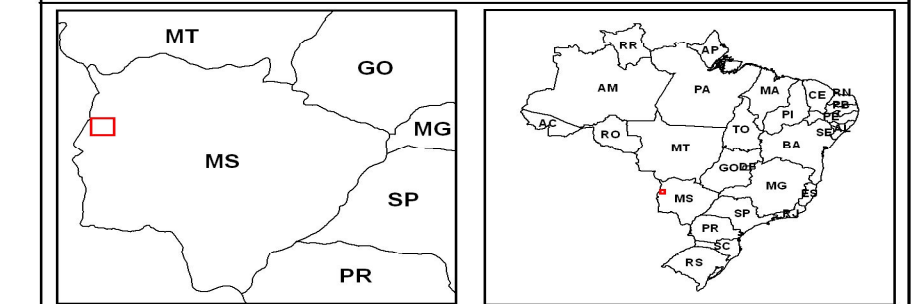 MT
GO
MG
MS
SP
PR
RR
AP
AM
PA
MA
CE
RN
PB
PI
PE
AL
SE
AC
RO
TO
BA
MT
GO
DF
MG
ES
MS
SP
RJ
PR
SC
RS